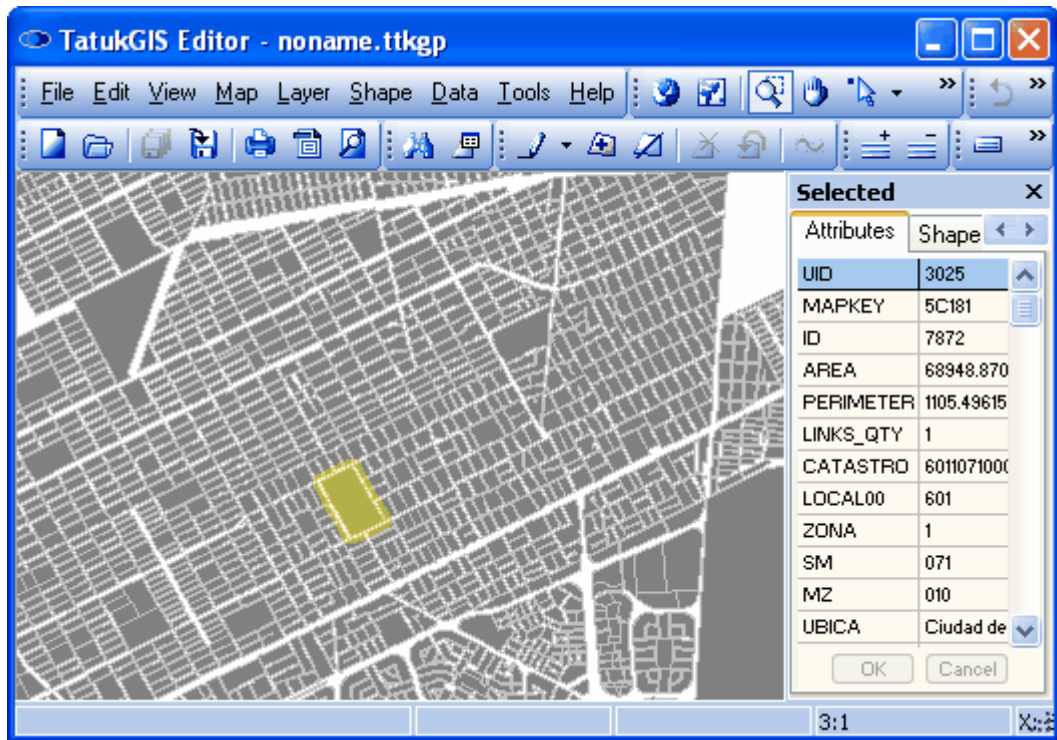 TatukGIS Editor - noname.ttkgp
File Edit View Map Layer Shape Data Tools Help
Selected
Attributes Shape
UID 3025
MAPKEY 5C181
ID 7872
AREA 68948.870
PERIMETER 1105.49615
LINKS_QTY 1
CATASTRO 6011071000
LOCAL00 601
ZONA 1
SM 071
MZ 010
UBICA Ciudad de
OK Cancel
3:1 X: